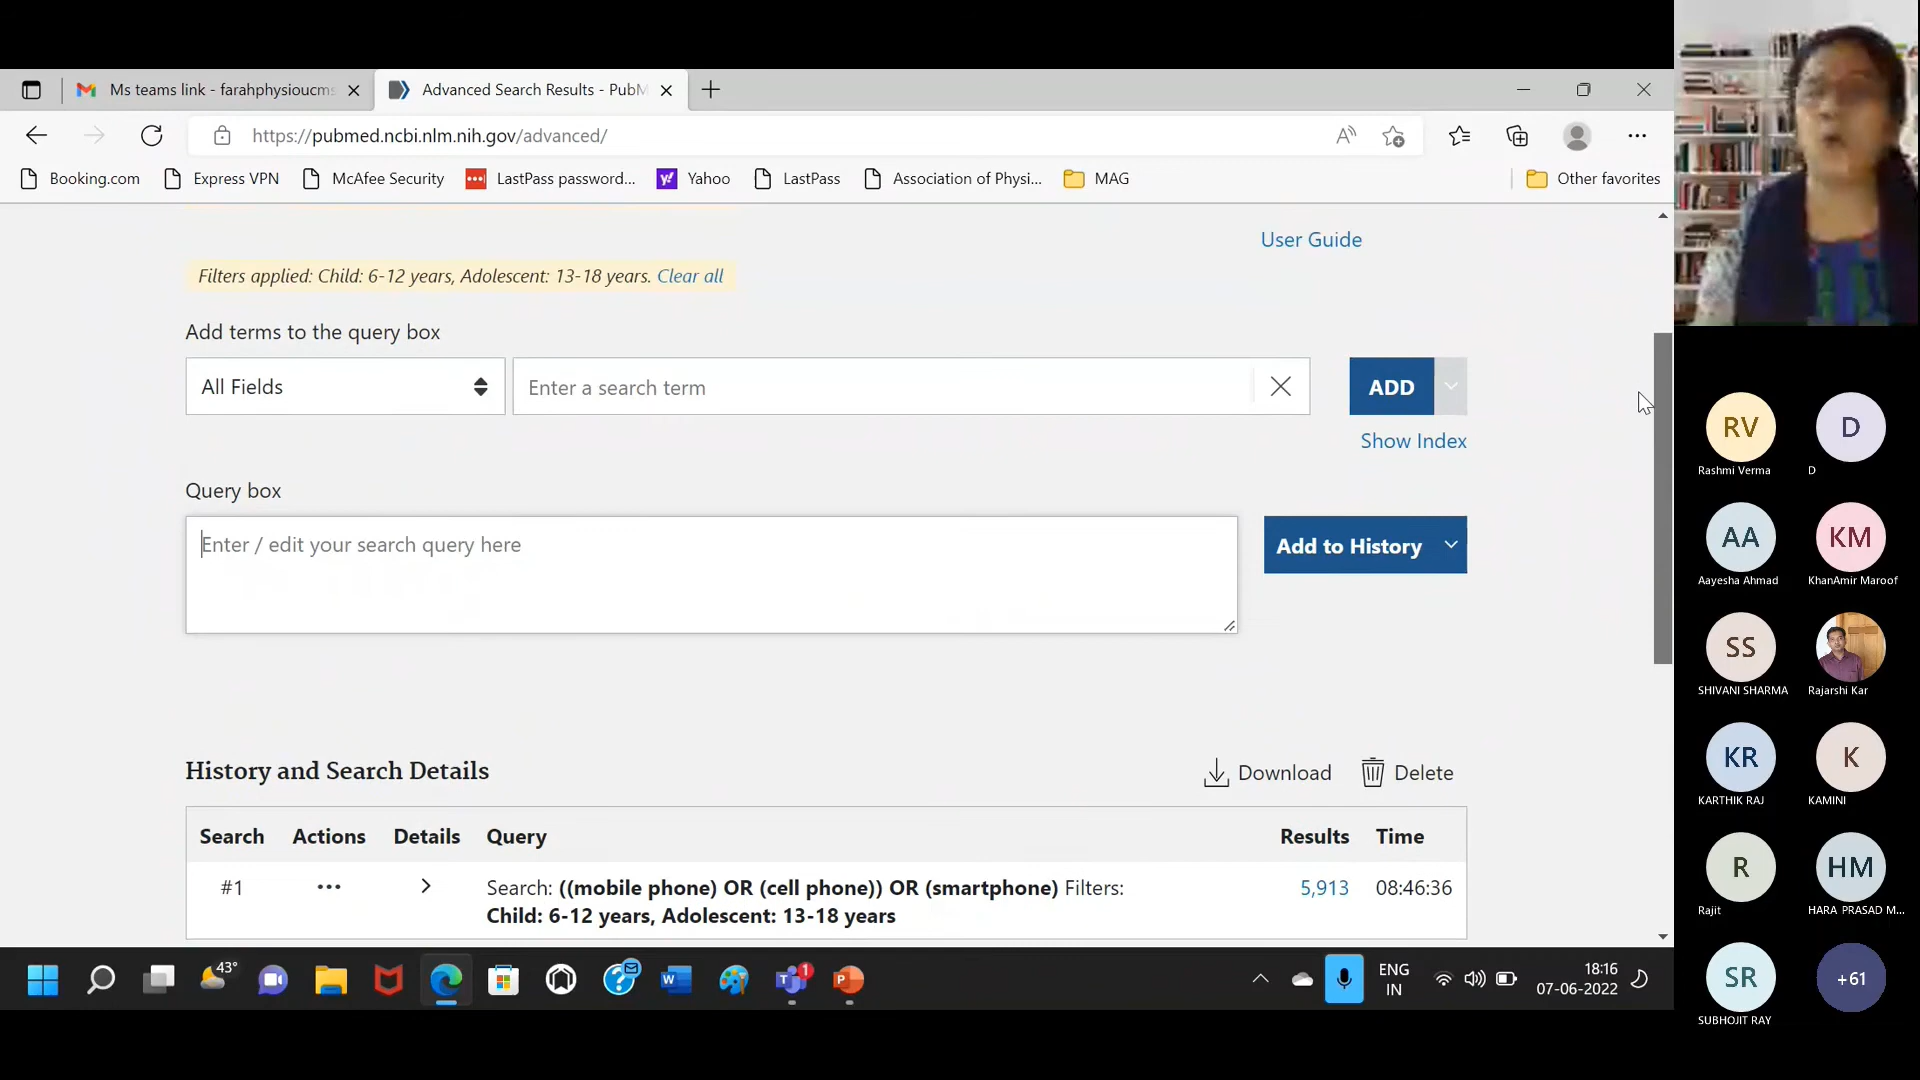 Ms teams link - farahphysioucms
Advanced Search Results - PubM
https://pubmed.ncbi.nlm.nih.gov/advanced/
Booking.com
Express VPN
McAfee Security
LastPass password...
Yahoo
LastPass
Association of Physi...
MAG
Other favorites
User Guide
Filters applied: Child: 6-12 years, Adolescent: 13-18 years. Clear all
Add terms to the query box
All Fields
Enter a search term
ADD
Show Index
Query box
Enter / edit your search query here
Add to History
History and Search Details
Download
Delete
Search Actions Details Query Results Time
#1 Search: ((mobile phone) OR (cell phone)) OR (smartphone) Filters: 5,913 08:46:36
Child: 6-12 years, Adolescent: 13-18 years
43°
1
ENG
IN
18:16
07-06-2022
RV
Rashmi Verma
D
D
AA
Aayesha Ahmad
KM
KhanAmir Maroof
SS
SHIVANI SHARMA
Rajarshi Kar
KR
KARTHIK RAJ
K
KAMINI
R
Rajit
HM
HARA PRASAD M...
SR
SUBHOJIT RAY
+61